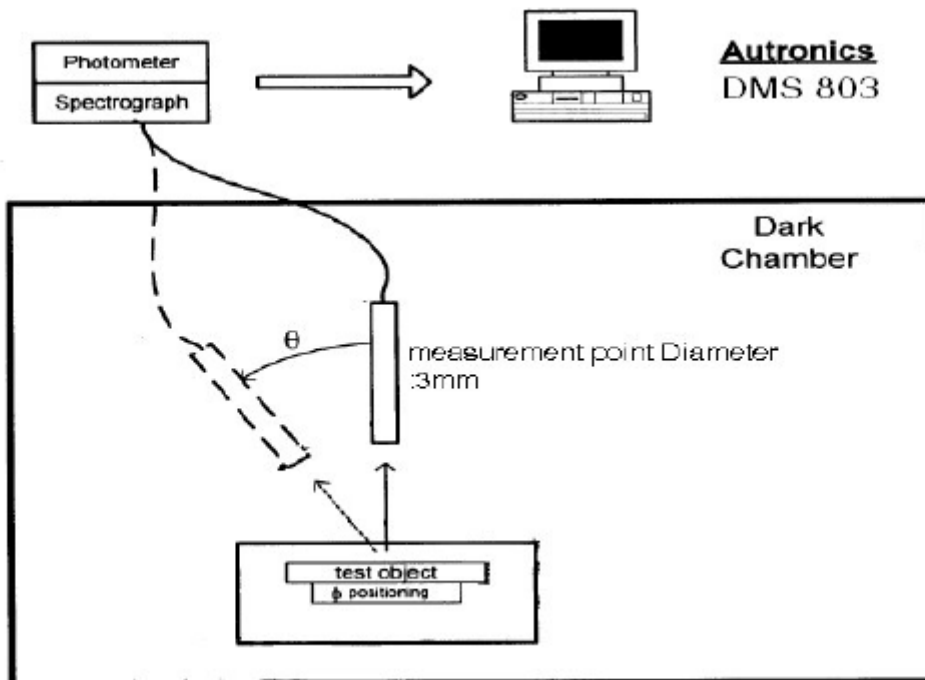 Photometer
Spectrograph
Autronics
DMS 803
Dark
Chamber
θ
measurement point Diameter
:3mm
test object
ϕ positioning